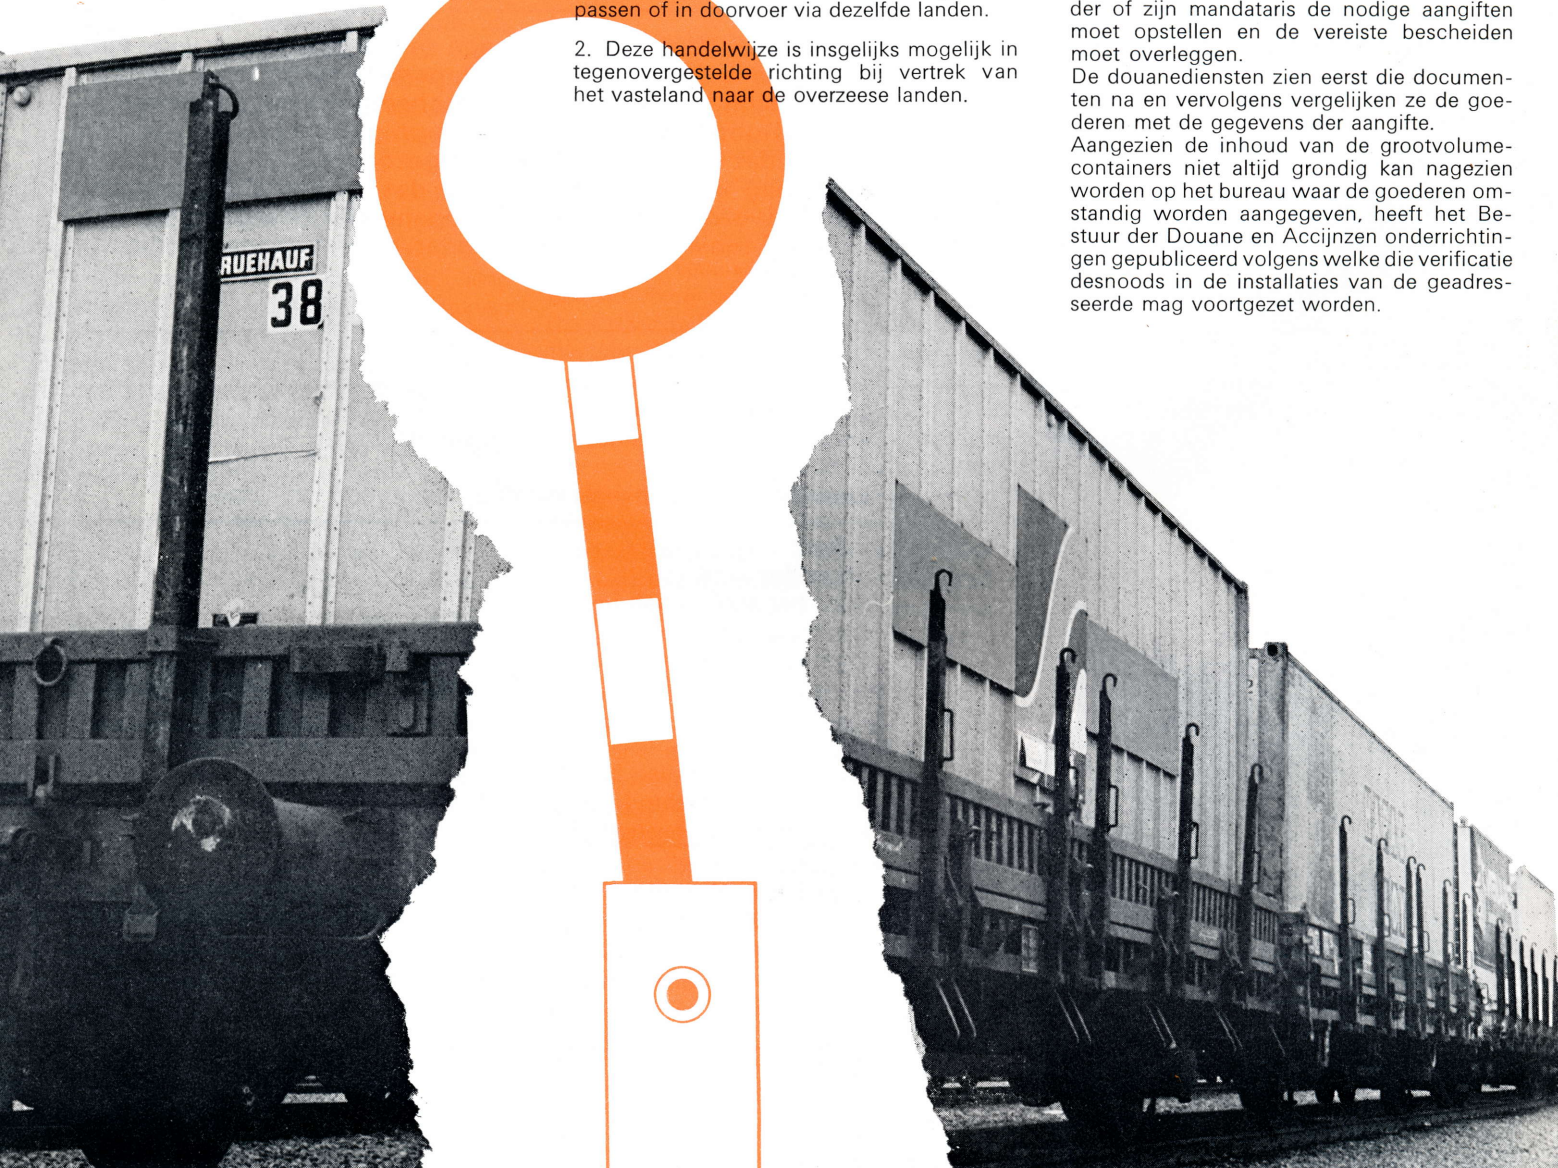 passen of in doorvoer via dezelfde landen.
2. Deze handelwijze is insgelijks mogelijk in
tegenovergestelde richting bij vertrek van
het vasteland naar de overzeese landen.
der of zijn mandataris de nodige aangiften
moet opstellen en de vereiste bescheiden
moet overleggen.
De douanediensten zien eerst die documen-
ten na en vervolgens vergelijken ze de goe-
deren met de gegevens der aangifte.
Aangezien de inhoud van de grootvolume-
containers niet altijd grondig kan nagezien
worden op het bureau waar de goederen om-
standig worden aangegeven, heeft het Be-
stuur der Douane en Accijnzen onderrichtin-
gen gepubliceerd volgens welke die verificatie
desnoods in de installaties van de geadres-
seerde mag voortgezet worden.
RUEHAUF
38